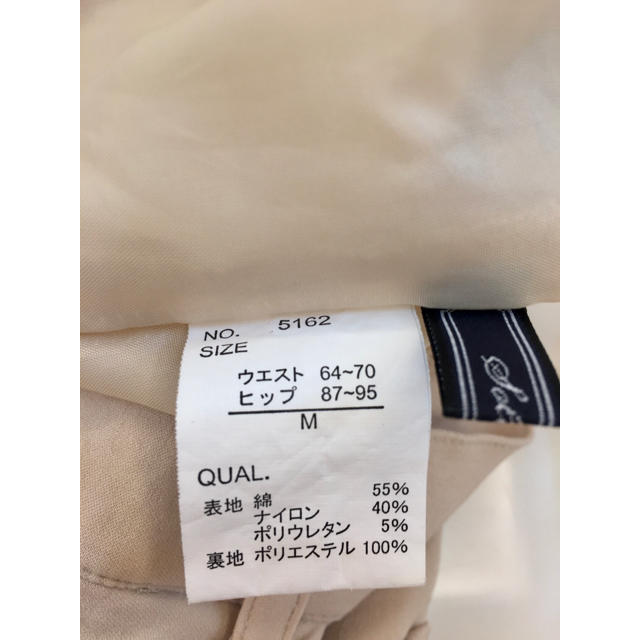 NO. 5162
SIZE
ウエスト 64~70
ヒップ 87~95
M
QUAL.
表地 綿 55%
ナイロン 40%
ポリウレタン 5%
裏地 ポリエステル 100%